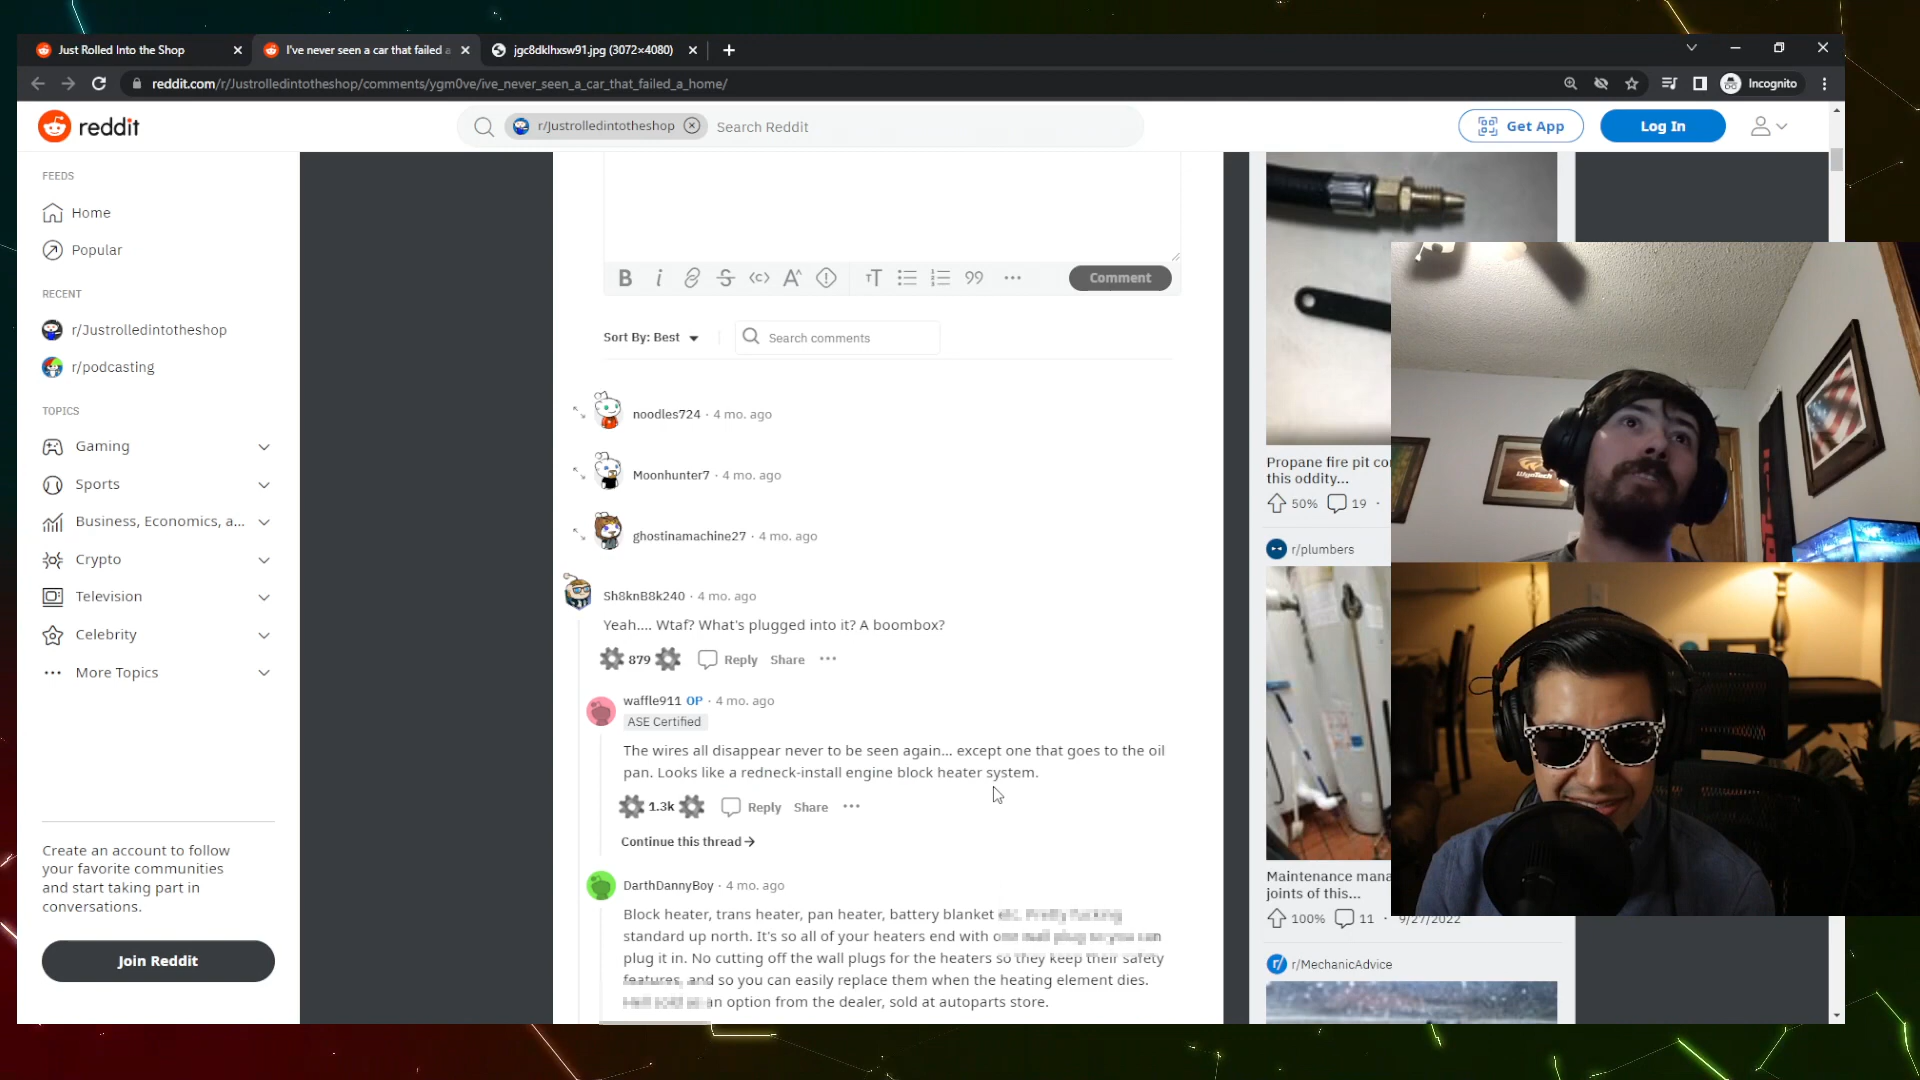 Just Rolled Into the Shop
I've never seen a car that failed a
jgc8dklhxsw91.jpg (3072×4080)
reddit.com/r/Justrolledintotheshop/comments/ygm0ve/ive_never_seen_a_car_that_failed_a_home/
Incognito
reddit
r/Justrolledintotheshop
Search Reddit
Get App
Log In
FEEDS
Home
Popular
RECENT
r/Justrolledintotheshop
r/podcasting
TOPICS
Gaming
Sports
Business, Economics, a...
Crypto
Television
Celebrity
More Topics
Create an account to follow
your favorite communities
and start taking part in
conversations.
Join Reddit
Comment
Sort By: Best
Search comments
noodles724 · 4 mo. ago
Moonhunter7 · 4 mo. ago
ghostinamachine27 · 4 mo. ago
Sh8knB8k240 · 4 mo. ago
Yeah.... Wtaf? What's plugged into it? A boombox?
879
Reply Share
waffle911 OP · 4 mo. ago
ASE Certified
The wires all disappear never to be seen again... except one that goes to the oil
pan. Looks like a redneck-install engine block heater system.
1.3k
Reply Share
Continue this thread→
DarthDannyBoy · 4 mo. ago
Block heater, trans heater, pan heater, battery blanket
standard up north. It's so all of your heaters end with
plug it in. No cutting off the wall plugs for the heaters so they keep their safety
features, and so you can easily replace them when the heating element dies.
an option from the dealer, sold at autoparts store.
Propane fire pit co
this oddity...
50% 19 ·
r/plumbers
Maintenance mana
joints of this...
100% 11 · 9/27/2022
r/MechanicAdvice